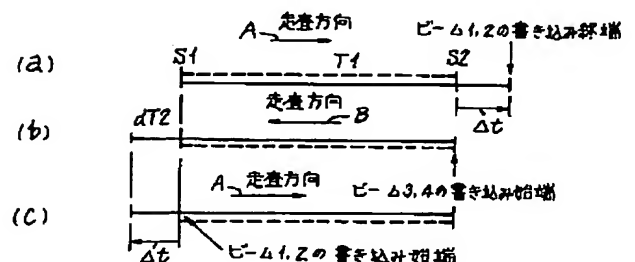 走査方向
A
ビーム1,2の書き込み終端
(a)
S1
T1
S2
走査方向
B
Δt
(b)
dT2
A
走査方向
ビーム3,4の書き込み始端
(c)
Δt
ビーム1,2の書き込み始端